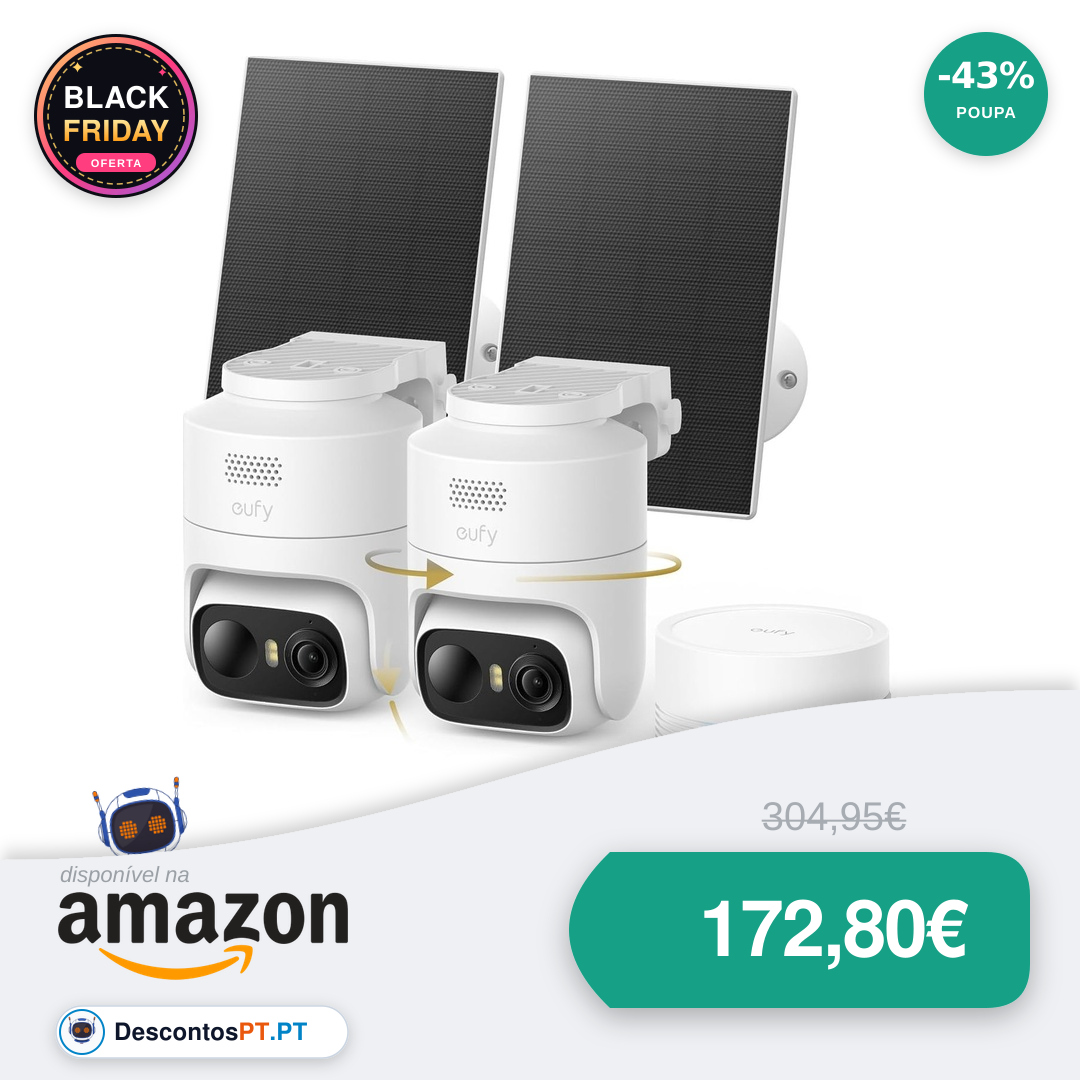 BLACK
FRIDAY
OFERTA
-43%
POUPA
eufy
eufy
eufy
304,95€
disponível na
amazon
172,80€
DescontosPT.PT